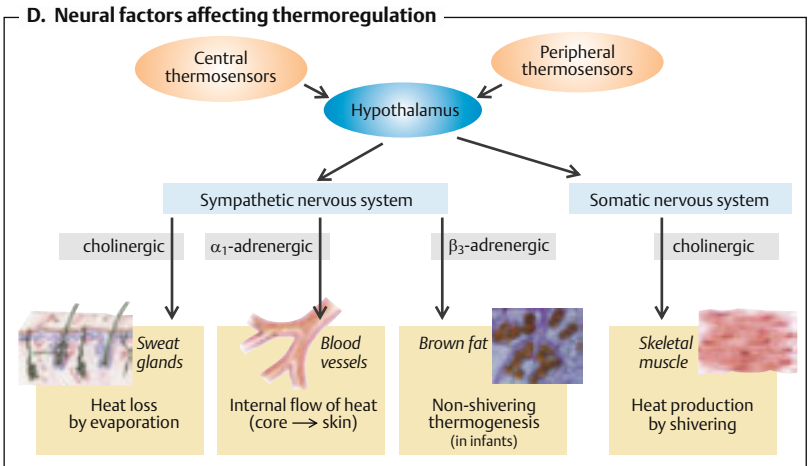 D. Neural factors affecting thermoregulation
Central
thermosensors
Peripheral
thermosensors
Hypothalamus
Sympathetic nervous system
Somatic nervous system
cholinergic
α₁-adrenergic
β₃-adrenergic
cholinergic
Sweat
glands
Heat loss
by evaporation
Blood
vessels
Internal flow of heat
(core → skin)
Brown fat
Non-shivering
thermogenesis
(in infants)
Skeletal
muscle
Heat production
by shivering